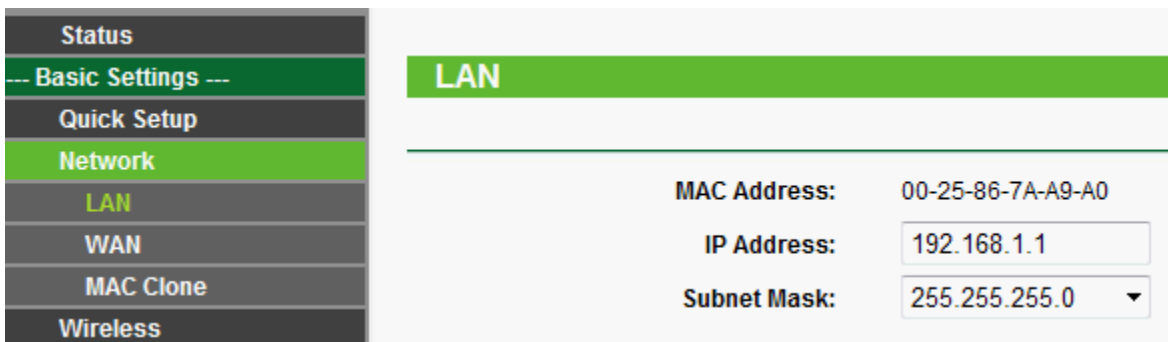 Status
--- Basic Settings ---
Quick Setup
Network
LAN
WAN
MAC Clone
Wireless
LAN
MAC Address: 00-25-86-7A-A9-A0
IP Address: 192.168.1.1
Subnet Mask: 255.255.255.0